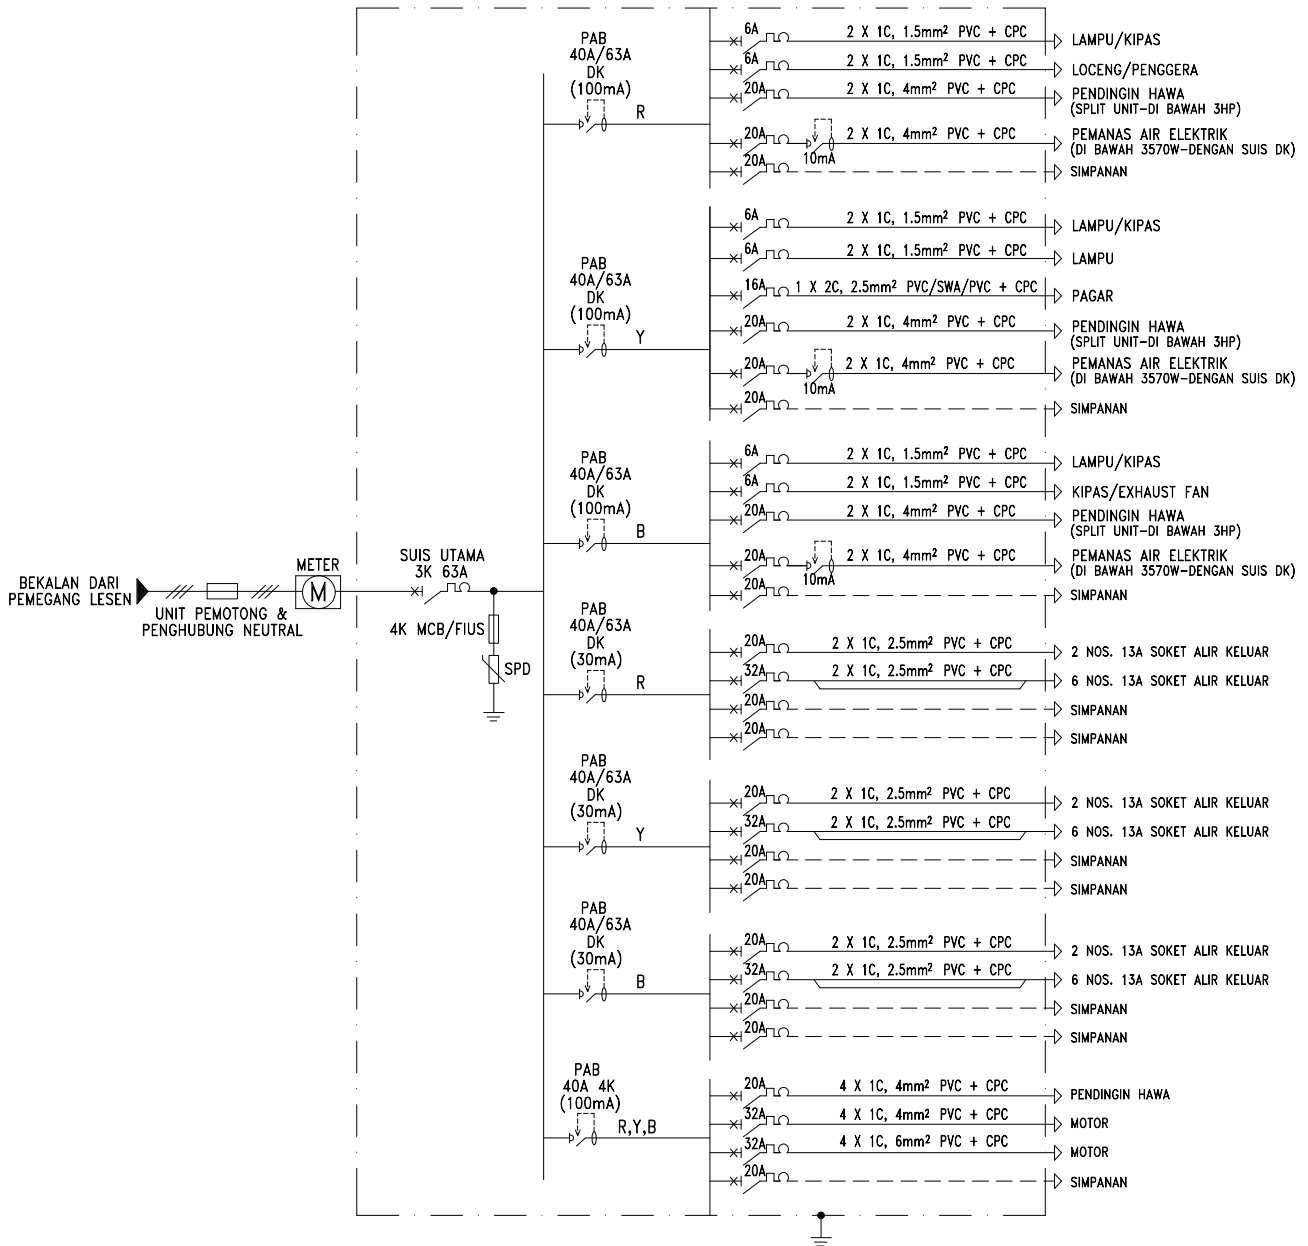 BEKALAN DARI
PEMEGANG LESEN
UNIT PEMOTONG &
PENGHUBUNG NEUTRAL
METER
M
SUIS UTAMA
3K 63A
4K MCB/FIUS
SPD
PAB
40A/63A
DK
(100mA)
R
6A 2 X 1C, 1.5mm² PVC + CPC LAMPU/KIPAS
6A 2 X 1C, 1.5mm² PVC + CPC LOCENG/PENGGERA
20A 2 X 1C, 4mm² PVC + CPC PENDINGIN HAWA
(SPLIT UNIT-DI BAWAH 3HP)
20A 10mA 2 X 1C, 4mm² PVC + CPC PEMANAS AIR ELEKTRIK
(DI BAWAH 3570W-DENGAN SUIS DK)
20A SIMPANAN
PAB
40A/63A
DK
(100mA)
Y
6A 2 X 1C, 1.5mm² PVC + CPC LAMPU/KIPAS
6A 2 X 1C, 1.5mm² PVC + CPC LAMPU
16A 1 X 2C, 2.5mm² PVC/SWA/PVC + CPC PAGAR
20A 2 X 1C, 4mm² PVC + CPC PENDINGIN HAWA
(SPLIT UNIT-DI BAWAH 3HP)
20A 10mA 2 X 1C, 4mm² PVC + CPC PEMANAS AIR ELEKTRIK
(DI BAWAH 3570W-DENGAN SUIS DK)
20A SIMPANAN
PAB
40A/63A
DK
(100mA)
B
6A 2 X 1C, 1.5mm² PVC + CPC LAMPU/KIPAS
6A 2 X 1C, 1.5mm² PVC + CPC KIPAS/EXHAUST FAN
20A 2 X 1C, 4mm² PVC + CPC PENDINGIN HAWA
(SPLIT UNIT-DI BAWAH 3HP)
20A 10mA 2 X 1C, 4mm² PVC + CPC PEMANAS AIR ELEKTRIK
(DI BAWAH 3570W-DENGAN SUIS DK)
20A SIMPANAN
PAB
40A/63A
DK
(30mA)
R
20A 2 X 1C, 2.5mm² PVC + CPC 2 NOS. 13A SOKET ALIR KELUAR
32A 2 X 1C, 2.5mm² PVC + CPC 6 NOS. 13A SOKET ALIR KELUAR
20A SIMPANAN
20A SIMPANAN
PAB
40A/63A
DK
(30mA)
Y
20A 2 X 1C, 2.5mm² PVC + CPC 2 NOS. 13A SOKET ALIR KELUAR
32A 2 X 1C, 2.5mm² PVC + CPC 6 NOS. 13A SOKET ALIR KELUAR
20A SIMPANAN
20A SIMPANAN
PAB
40A/63A
DK
(30mA)
B
20A 2 X 1C, 2.5mm² PVC + CPC 2 NOS. 13A SOKET ALIR KELUAR
32A 2 X 1C, 2.5mm² PVC + CPC 6 NOS. 13A SOKET ALIR KELUAR
20A SIMPANAN
20A SIMPANAN
PAB
40A 4K
(100mA)
R,Y,B
20A 4 X 1C, 4mm² PVC + CPC PENDINGIN HAWA
32A 4 X 1C, 4mm² PVC + CPC MOTOR
32A 4 X 1C, 6mm² PVC + CPC MOTOR
20A SIMPANAN